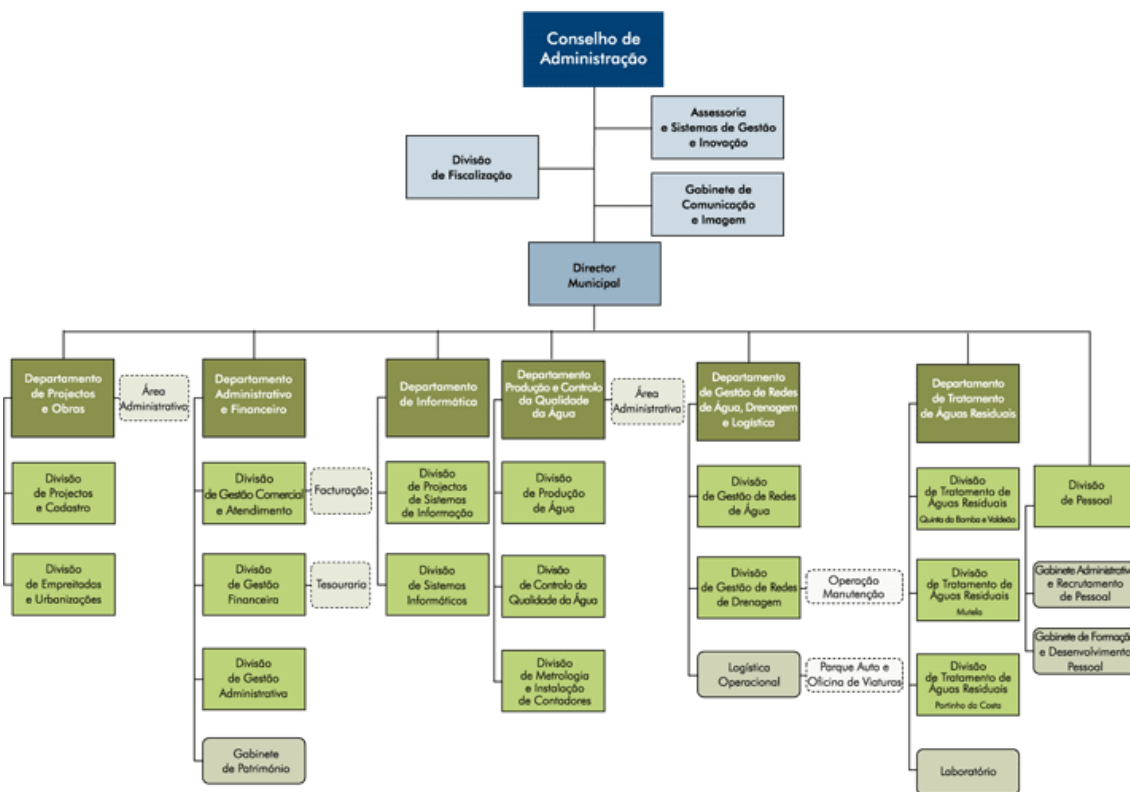 Conselho de
Administração
Assessoria
e Sistemas de Gestão
e Inovação
Divisão
de Fiscalização
Gabinete de
Comunicação
e Imagem
Director
Municipal
Departamento
de Projectos
e Obras
Área
Administrativa
Departamento
Administrativo
e Financeiro
Departamento
de Informática
Departamento
Produção e Controlo
da Qualidade
da Água
Área
Administrativa
Departamento
de Gestão de Redes
de Água, Drenagem
e Logística
Departamento
de Tratamento
de Águas Residuais
Divisão
de Projectos
e Cadastro
Divisão
de Gestão Comercial
e Atendimento
Facturação
Divisão
de Projectos
de Sistemas
de Informação
Divisão
de Produção
de Água
Divisão
de Gestão de Redes
de Água
Divisão
de Tratamento de
Águas Residuais
Quinta da Bomba e Valdeão
Divisão
de Pessoal
Divisão
de Empreitadas
e Urbanizações
Divisão
de Gestão
Financeira
Tesouraria
Divisão
de Sistemas
Informáticos
Divisão
de Controlo da
Qualidade da Água
Divisão
de Gestão de Redes
de Drenagem
Operação
Manutenção
Divisão
de Tratamento de
Águas Residuais
Mutela
Gabinete Administrativo
e Recrutamento
de Pessoal
Gabinete de Formação
e Desenvolvimento
Pessoal
Divisão
de Gestão
Administrativa
Divisão
de Metrologia
e Instalação
de Contadores
Logística
Operacional
Parque Auto e
Oficina de Viaturas
Divisão
de Tratamento de
Águas Residuais
Portinho da Costa
Gabinete
de Património
Laboratório